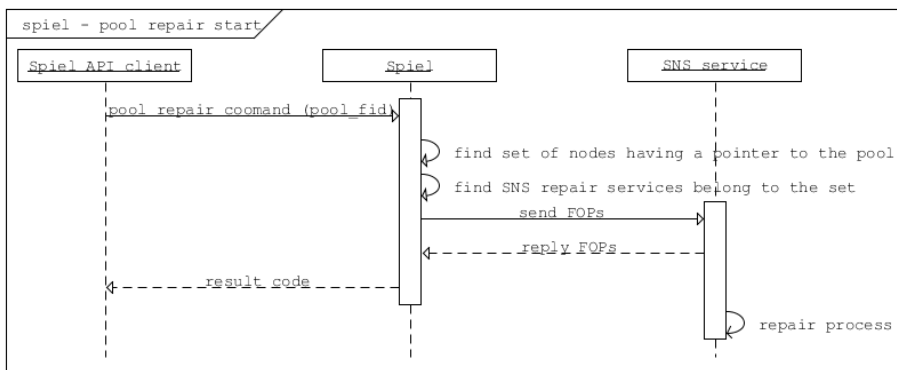 spiel - pool repair start
Spiel API client
Spiel
SNS service
pool repair coomand (pool_fid)
find set of nodes having a pointer to the pool
find SNS repair services belong to the set
send FOPs
reply FOPs
result code
repair process